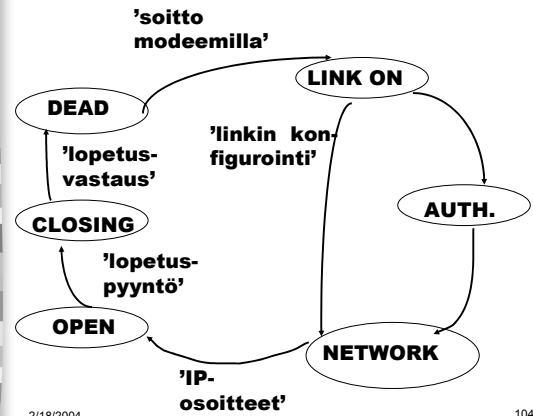 ’soitto
modeemilla’
LINK ON
DEAD
’linkin kon-
figurointi’
’lopetus-
vastaus’
AUTH.
CLOSING
’lopetus-
pyyntö’
OPEN
NETWORK
’IP-
osoitteet’
2/18/2004
104